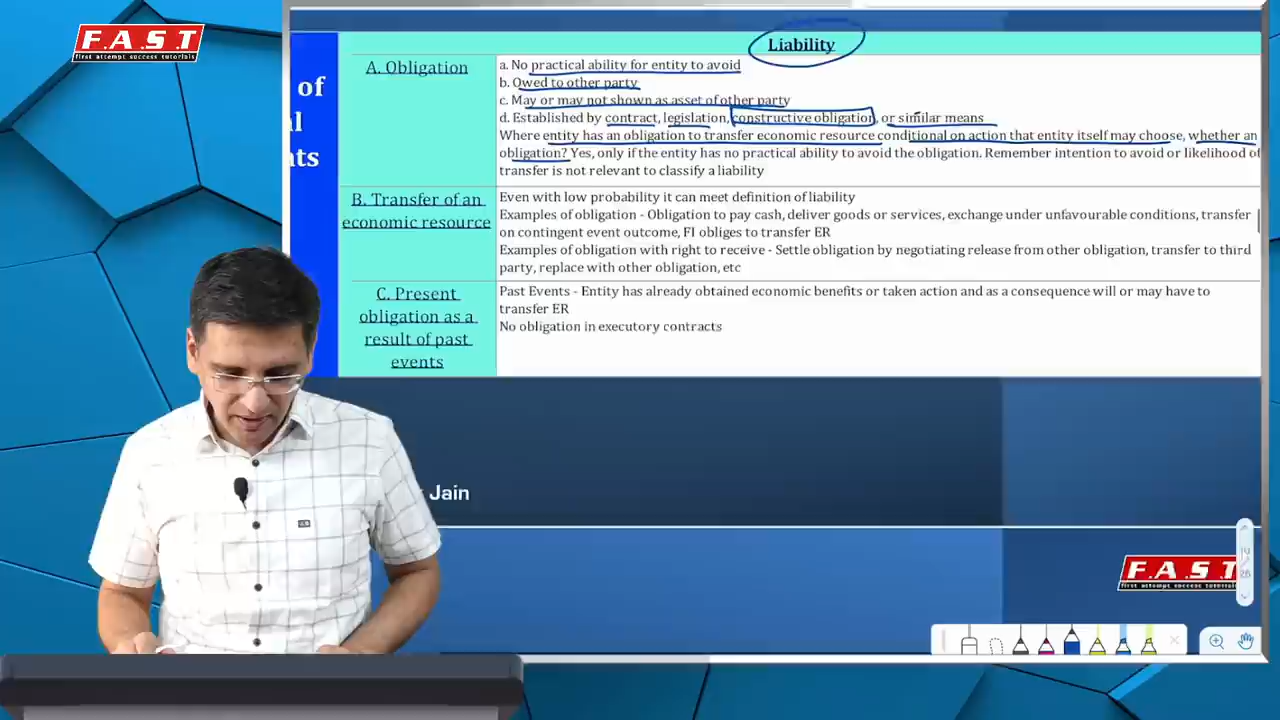 F.A.S.T
first attempt success tutorials
of
ts
Liability
A. Obligation
a. No practical ability for entity to avoid
b. Owed to other party
c. May or may not shown as asset of other party
d. Established by contract, legislation, constructive obligation, or similar means
Where entity has an obligation to transfer economic resource conditional on action that entity itself may choose, whether an
obligation? Yes, only if the entity has no practical ability to avoid the obligation. Remember intention to avoid or likelihood of
transfer is not relevant to classify a liability
B. Transfer of an
economic resource
Even with low probability it can meet definition of liability
Examples of obligation - Obligation to pay cash, deliver goods or services, exchange under unfavourable conditions, transfer
on contingent event outcome, FI obliges to transfer ER
Examples of obligation with right to receive - Settle obligation by negotiating release from other obligation, transfer to third
party, replace with other obligation, etc
C. Present
obligation as a
result of past
events
Past Events - Entity has already obtained economic benefits or taken action and as a consequence will or may have to
transfer ER
No obligation in executory contracts
Jain
F.A.S.T
first attempt success tutorials